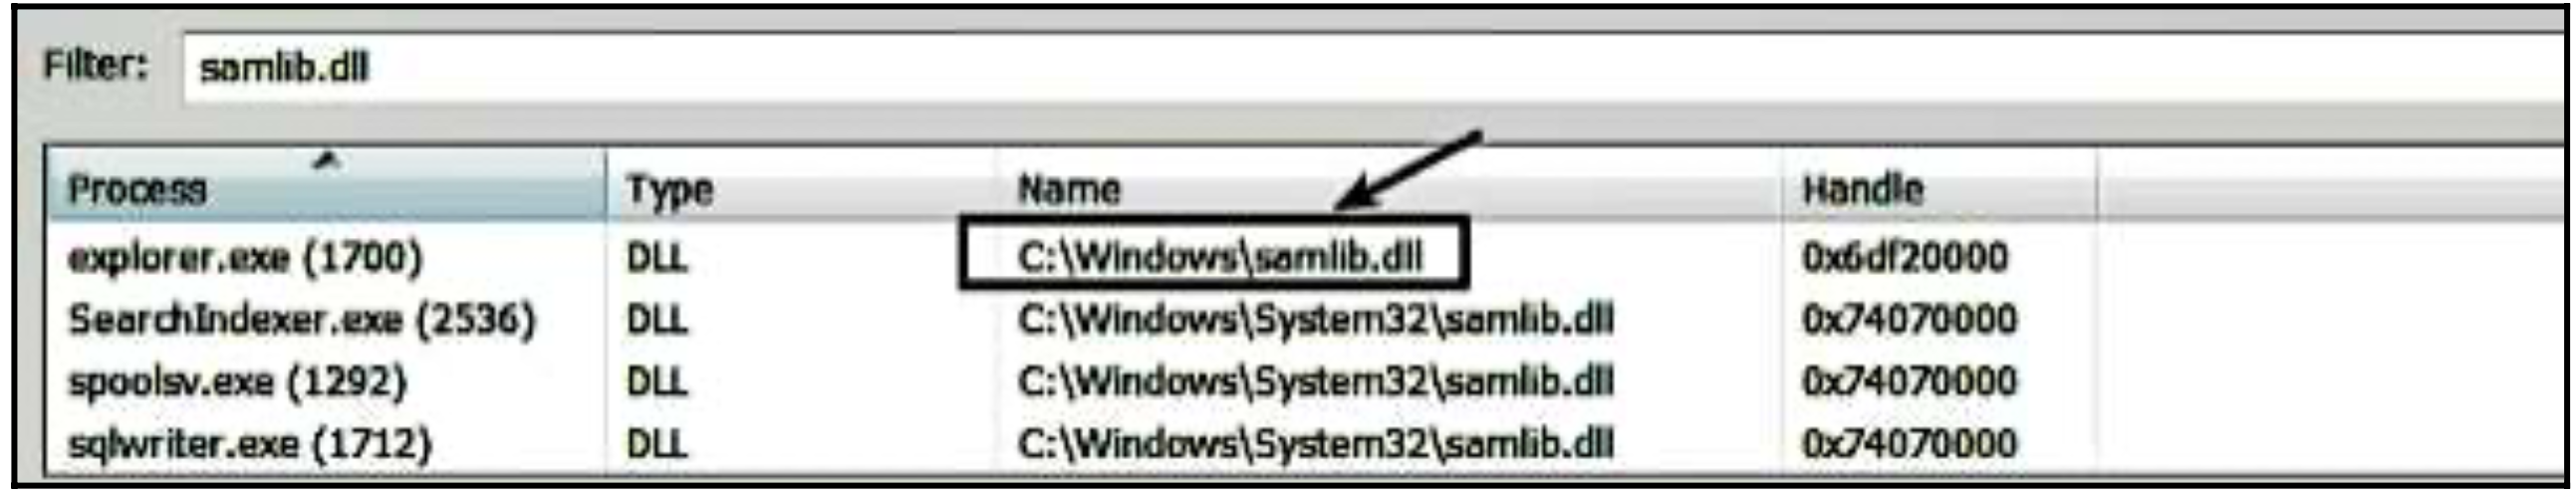 Filter: samlib.dll
Process Type Name Handle
explorer.exe (1700) DLL C:\Windows\samlib.dll 0x6df20000
SearchIndexer.exe (2536) DLL C:\Windows\System32\samlib.dll 0x74070000
spoolsv.exe (1292) DLL C:\Windows\System32\samlib.dll 0x74070000
sqlwriter.exe (1712) DLL C:\Windows\System32\samlib.dll 0x74070000